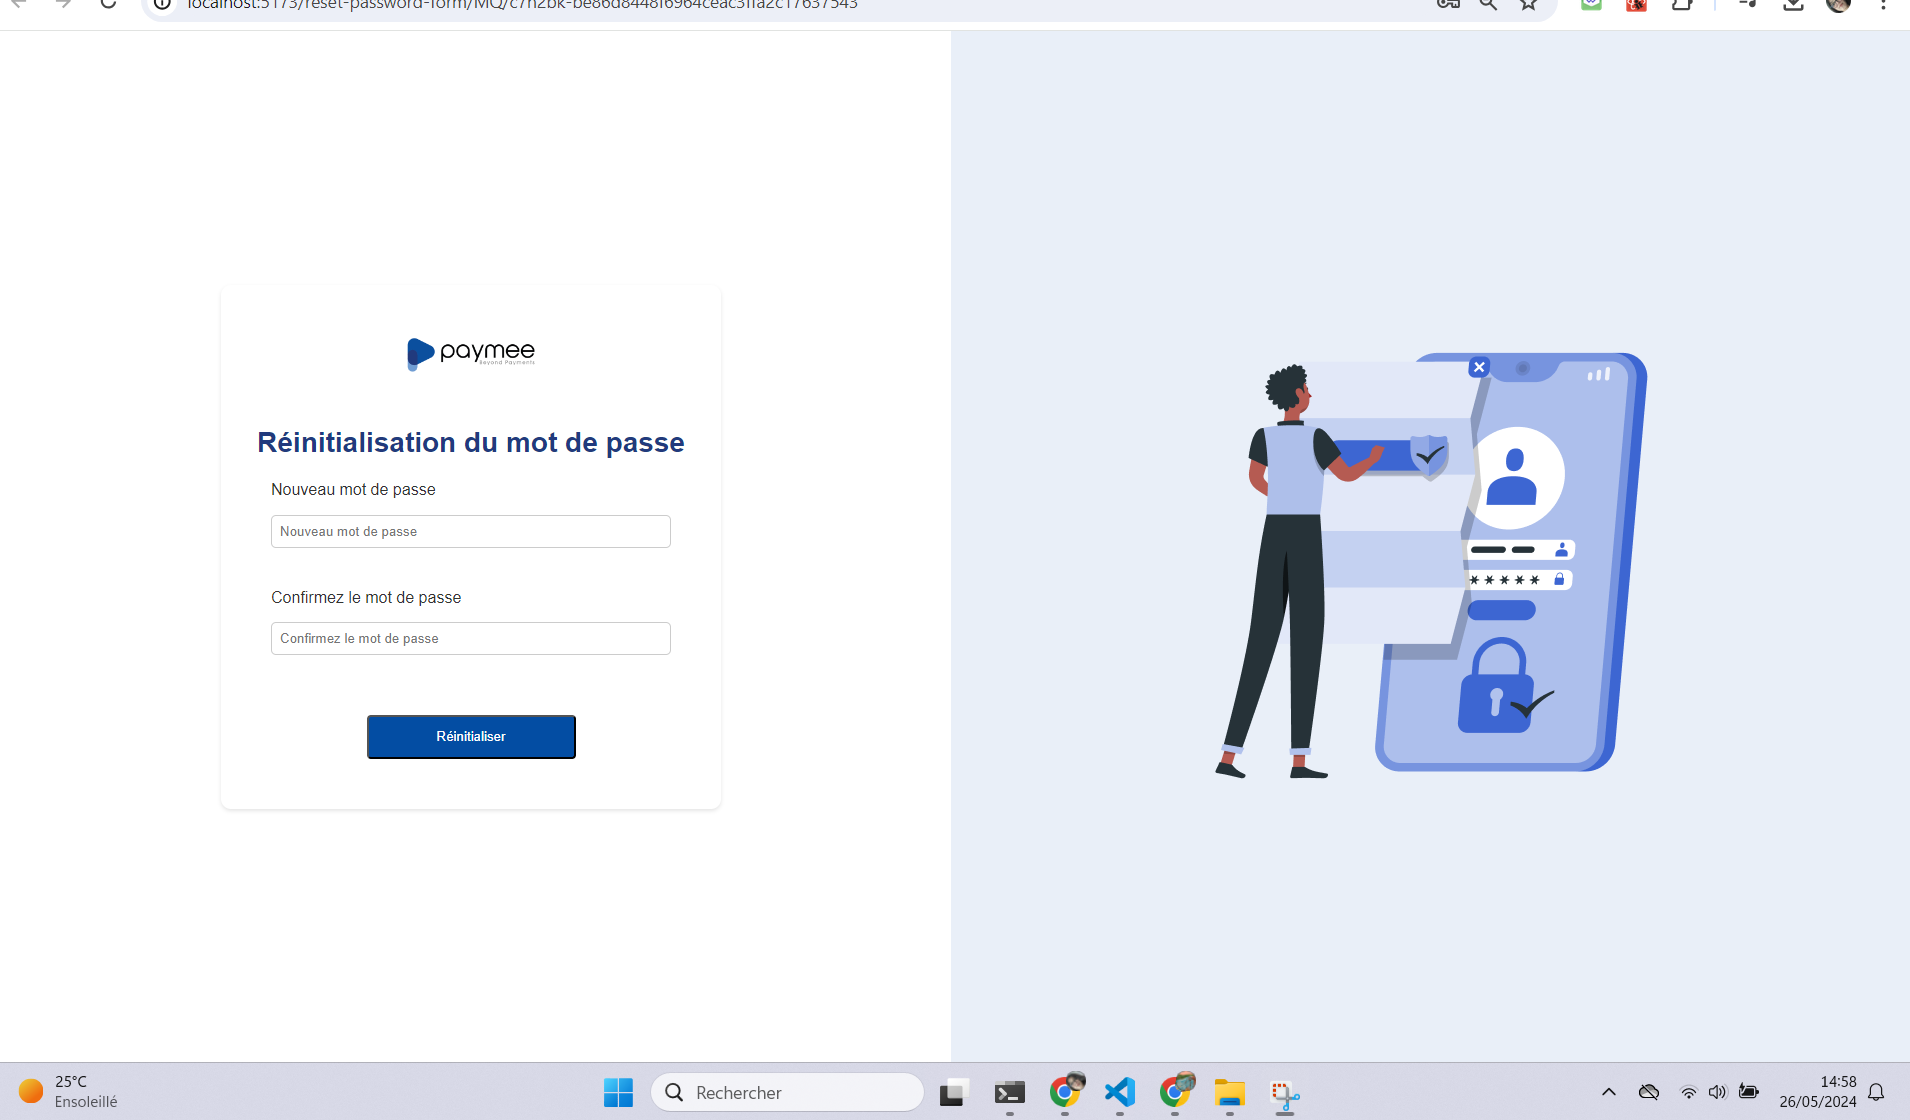 localhost:5173/reset-password-form/MQ/c7n2bk-be86d8448f6964ceac3ffa2c17637543
paymee
Beyond Payments
Réinitialisation du mot de passe
Nouveau mot de passe
Nouveau mot de passe
Confirmez le mot de passe
Confirmez le mot de passe
Réinitialiser
25°C
Ensoleillé
Rechercher
14:58
26/05/2024